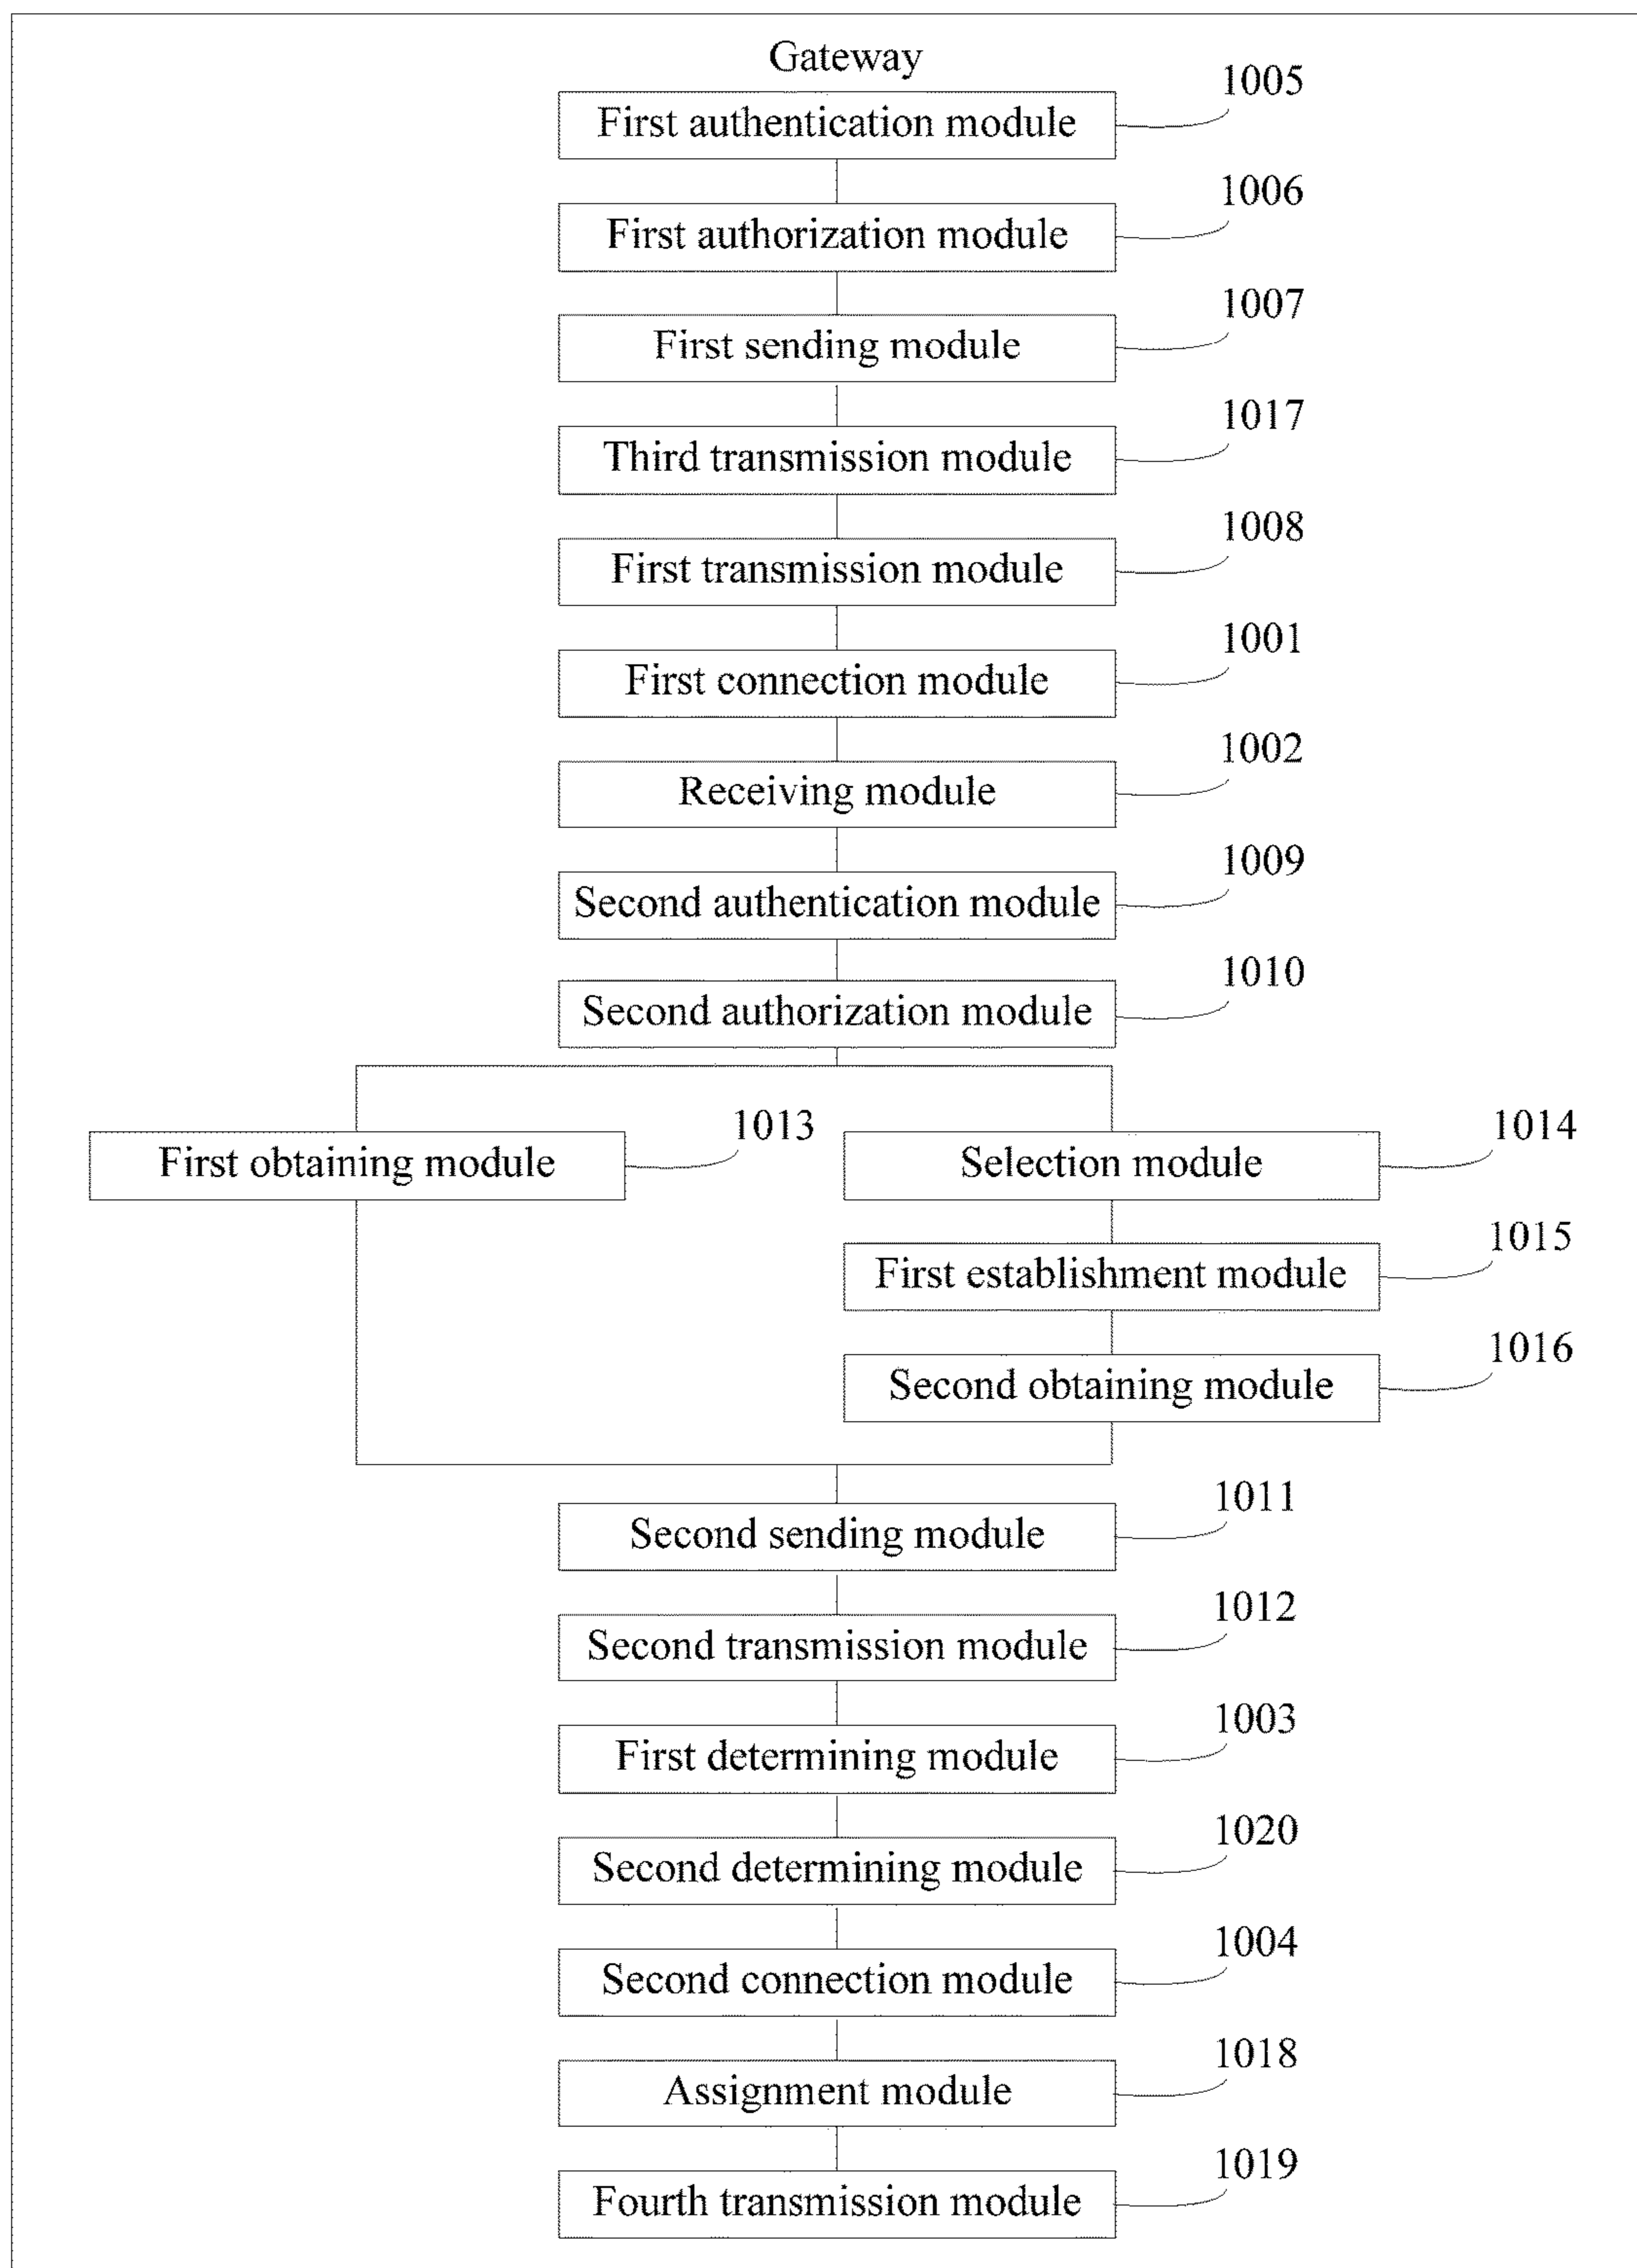 Gateway
1005
First authentication module
1006
First authorization module
1007
First sending module
1017
Third transmission module
1008
First transmission module
1001
First connection module
1002
Receiving module
1009
Second authentication module
1010
Second authorization module
1013
1014
First obtaining module
Selection module
1015
First establishment module
1016
Second obtaining module
1011
Second sending module
1012
Second transmission module
1003
First determining module
1020
Second determining module
1004
Second connection module
1018
Assignment module
1019
Fourth transmission module